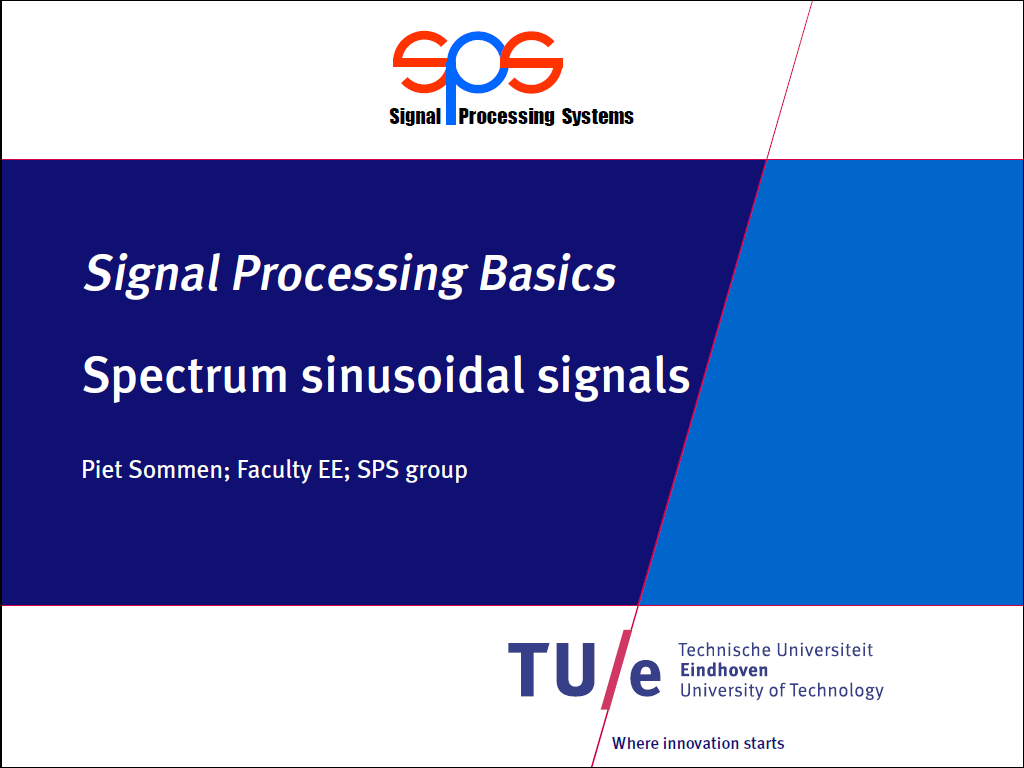 sps
Signal Processing Systems
Signal Processing Basics
Spectrum sinusoidal signals
Piet Sommen; Faculty EE; SPS group
TU/e
Technische Universiteit
Eindhoven
University of Technology
Where innovation starts